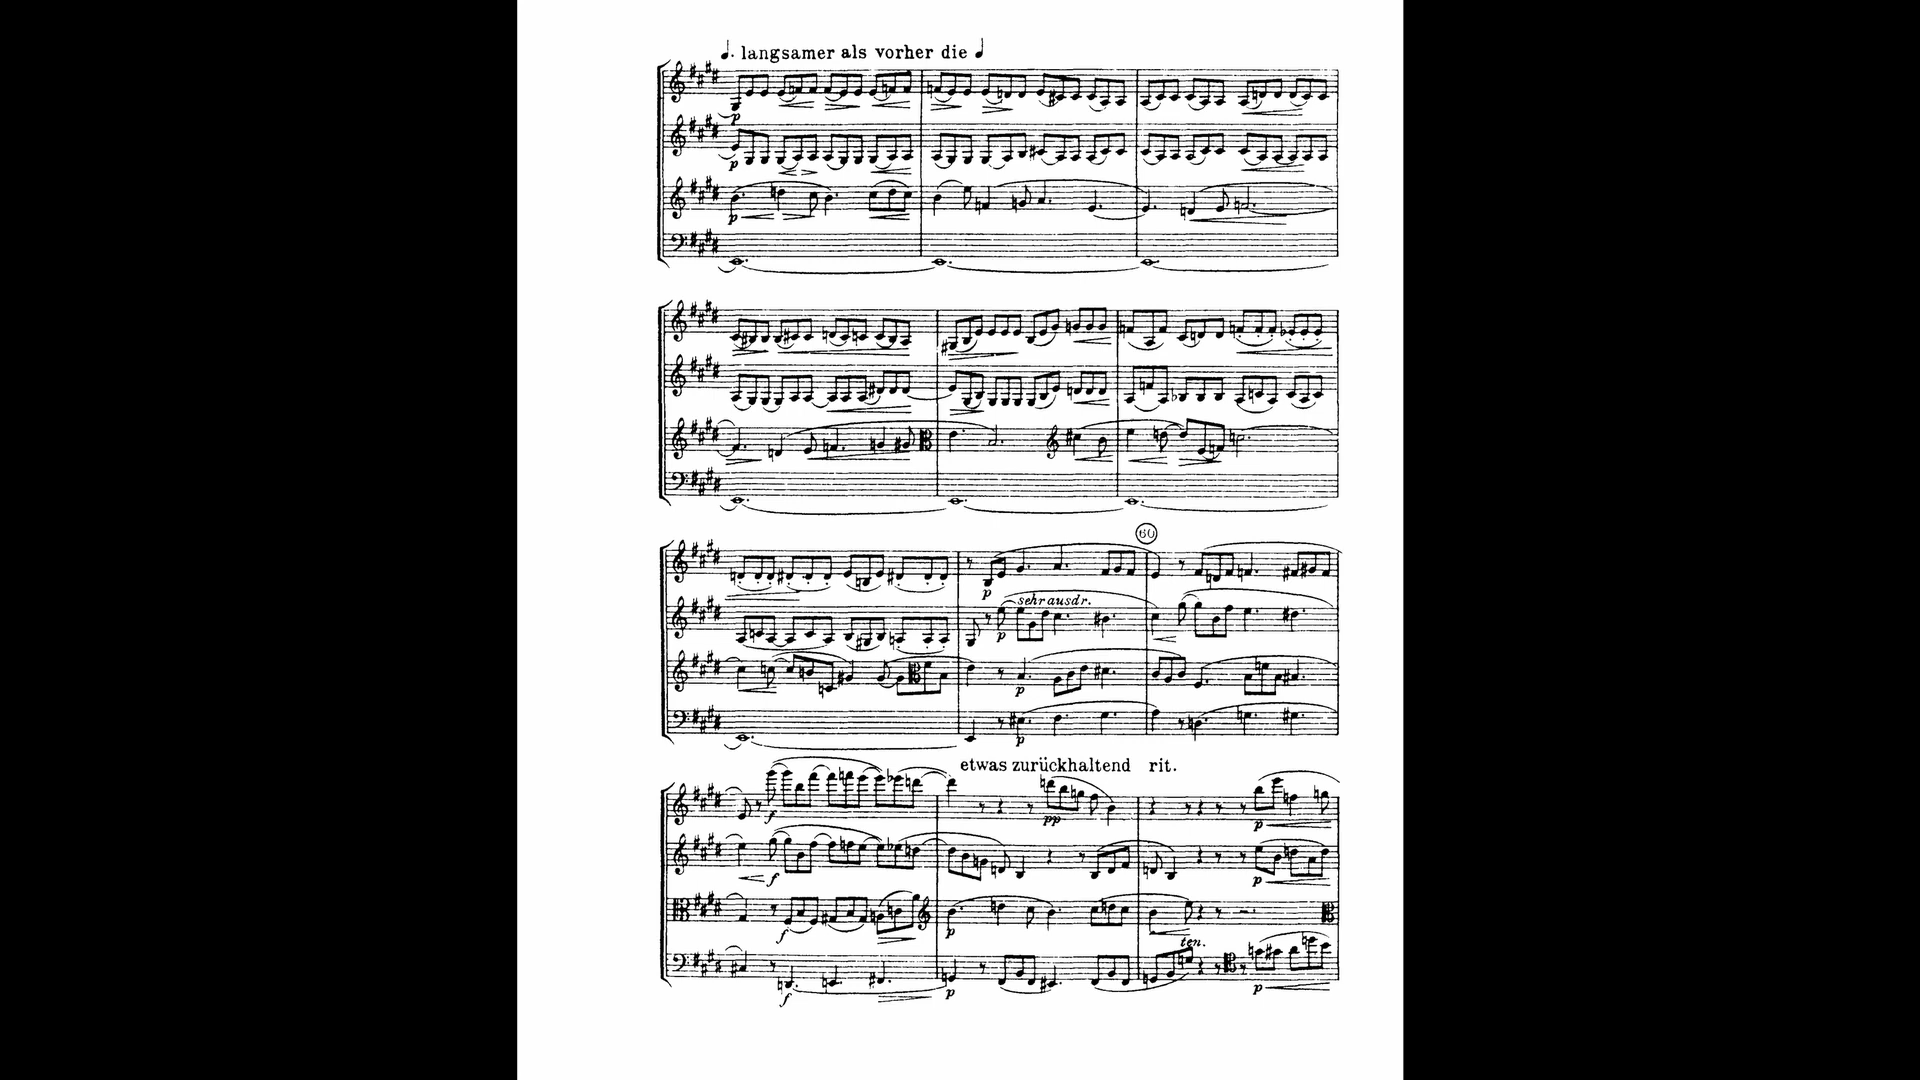 ♩. langsamer als vorher die ♩
p
p
p
60
p
sehr ausdr.
p
p
p
etwas zurückhaltend rit.
f
pp
p
f
p
f
p
ten.
f
p
p